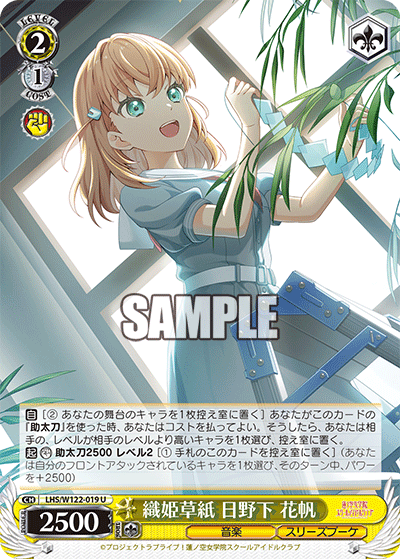 LEVEL
2
1
COST
SAMPLE
自 [② あなたの舞台のキャラを1枚控え室に置く] あなたがこのカードの
『助太刀』を使った時、あなたはコストを払ってよい。そうしたら、あなたは相
手の、レベルが相手のレベルより高いキャラを1枚選び、控え室に置く。
起 助太刀2500 レベル2 [① 手札のこのカードを控え室に置く] (あなた
は自分のフロントアタックされているキャラを1枚選び、そのターン中、パワー
を+2500)
CH LHS/W122-019 U
2500
POWER
織姫草紙 日野下 花帆
音楽
スリーズブーケ
©プロジェクトラブライブ!蓮ノ空女学院スクールアイドルクラブ